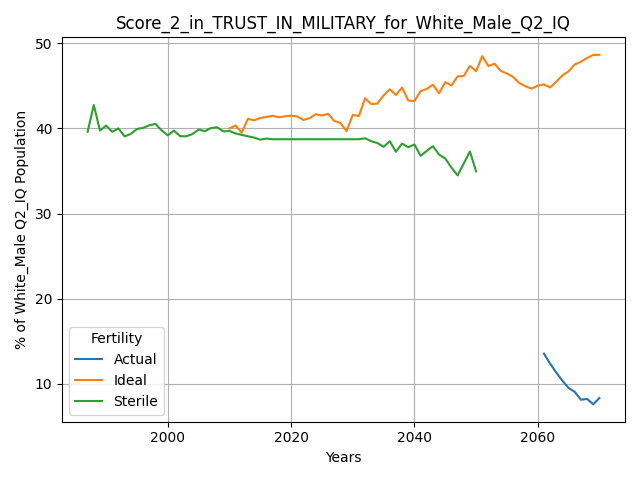 Score_2_in_TRUST_IN_MILITARY_for_White_Male_Q2_IQ
% of White_Male Q2_IQ Population
50
40
30
20
10
Fertility
Actual
Ideal
Sterile
2000
2020
2040
2060
Years